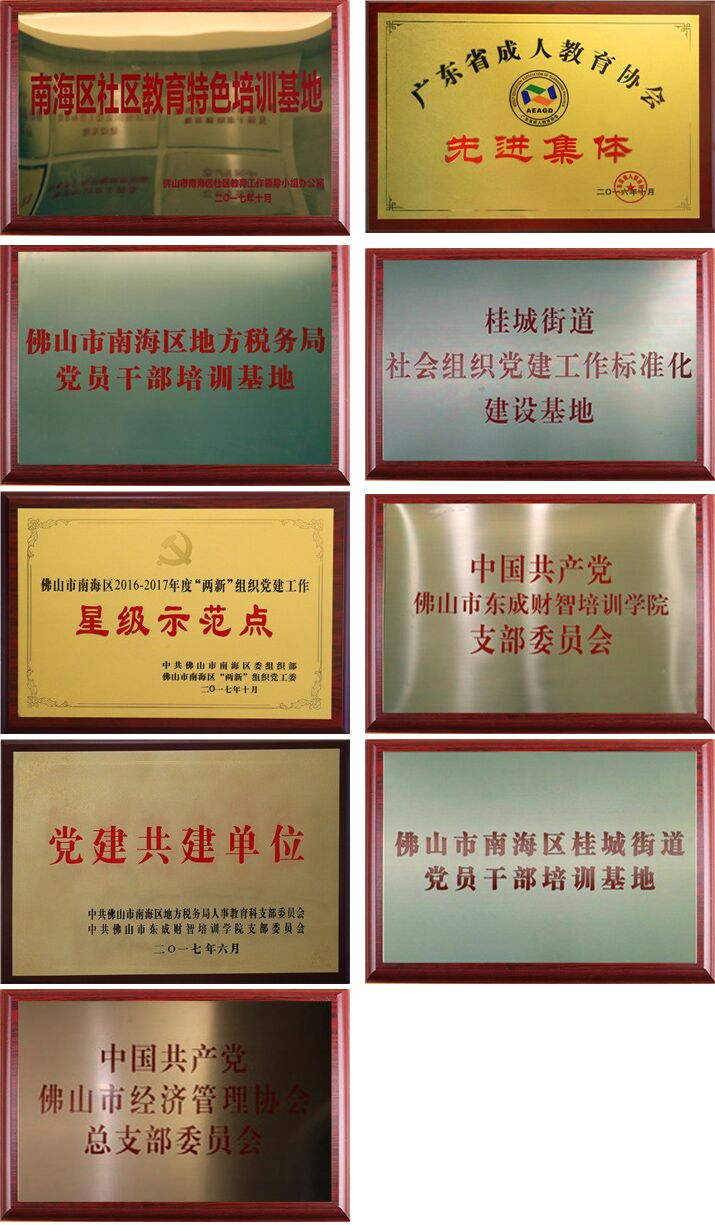 南海区社区教育特色培训基地
佛山市南海区社区教育工作领导小组办公室
二〇一七年十月
广东省成人教育协会
AEAGD
先进集体
二〇一六年十月
佛山市南海区地方税务局
党员干部培训基地
桂城街道
社会组织党建工作标准化
建设基地
佛山市南海区2016-2017年度“两新”组织党建工作
星级示范点
中共佛山市南海区委组织部
佛山市南海区“两新”组织党工委
二〇一七年十月
中国共产党
佛山市东成财智培训学院
支部委员会
党建共建单位
中共佛山市南海区地方税务局人事教育科支部委员会
中共佛山市东成财智培训学院支部委员会
二〇一七年六月
佛山市南海区桂城街道
党员干部培训基地
中国共产党
佛山市经济管理协会
总支部委员会